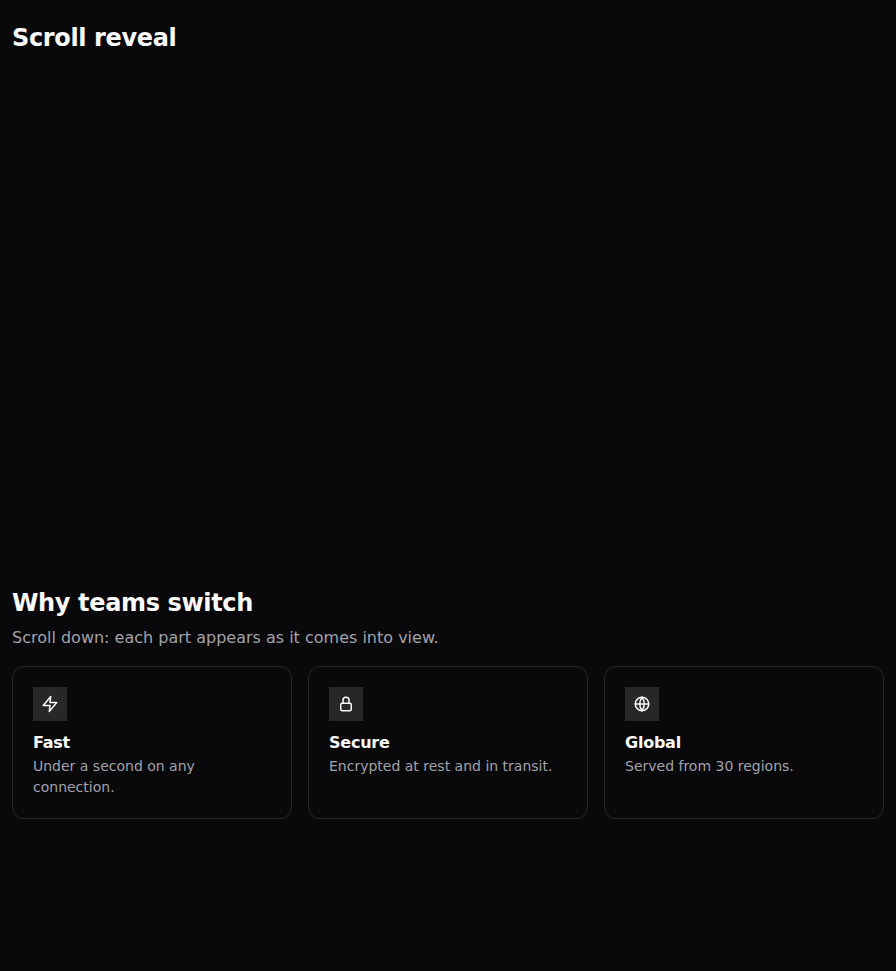 Scroll reveal
Why teams switch
Scroll down: each part appears as it comes into view.
Fast
Under a second on any
connection.
Secure
Encrypted at rest and in transit.
Global
Served from 30 regions.